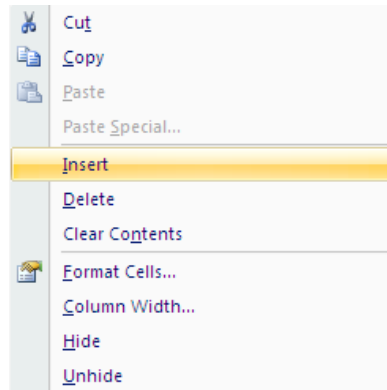 Cut
Copy
Paste
Paste Special...
Insert
Delete
Clear Contents
Format Cells...
Column Width...
Hide
Unhide